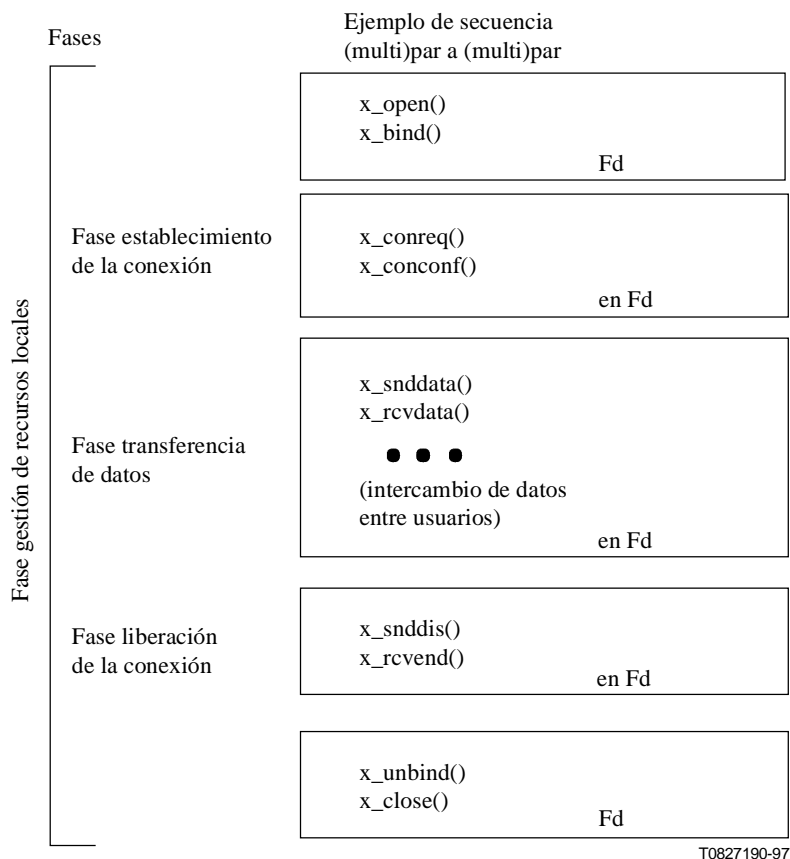 Fases
Ejemplo de secuencia
(multi)par a (multi)par
Fase gestión de recursos locales
x_open()
x_bind()
Fd
Fase establecimiento
de la conexión
x_conreq()
x_conconf()
en Fd
Fase transferencia
de datos
x_snddata()
x_rcvdata()
(intercambio de datos
entre usuarios)
en Fd
Fase liberación
de la conexión
x_snddis()
x_rcvend()
en Fd
x_unbind()
x_close()
Fd
T0827190-97